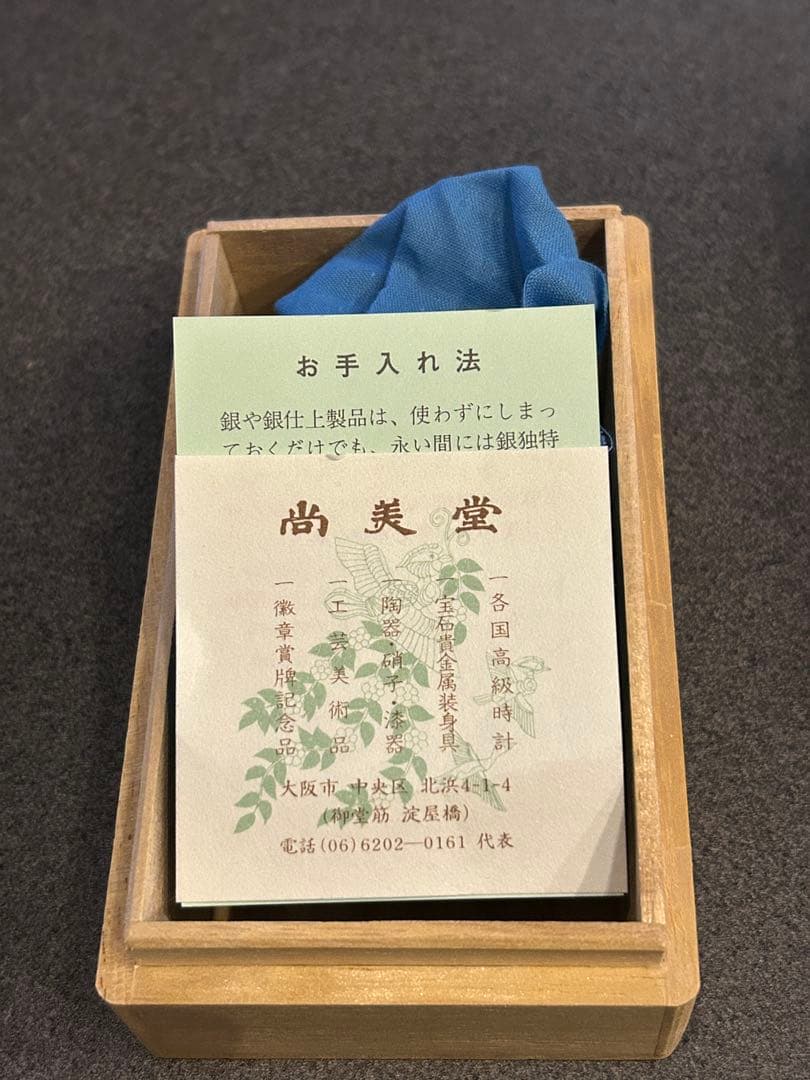 お手入れ法
銀や銀仕上製品は、使わずにしまっ
ておくだけでも、永い間には銀独特
尚美堂
一各国高級時計
一宝石貴金属装身具
一陶器・硝子・漆器
一工芸美術品
一徽章賞牌記念品
大阪市 中央区 北浜4-1-4
(御堂筋 淀屋橋)
電話(06)6202―0161 代表